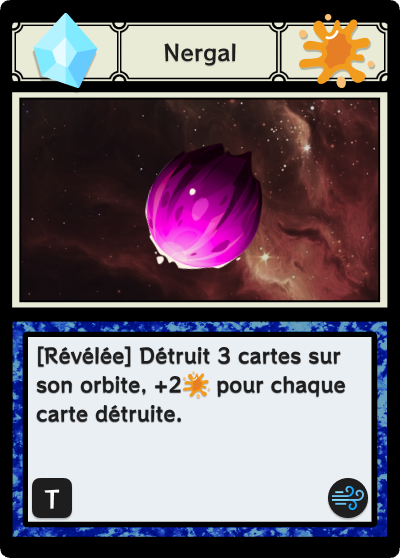 Nergal
[Révélée] Détruit 3 cartes sur
son orbite, +2 pour chaque
carte détruite.
T